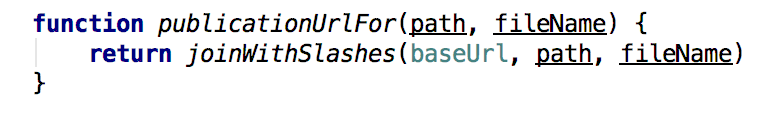 function publicationUrlFor(path, fileName) {
    return joinWithSlashes(baseUrl, path, fileName)
}